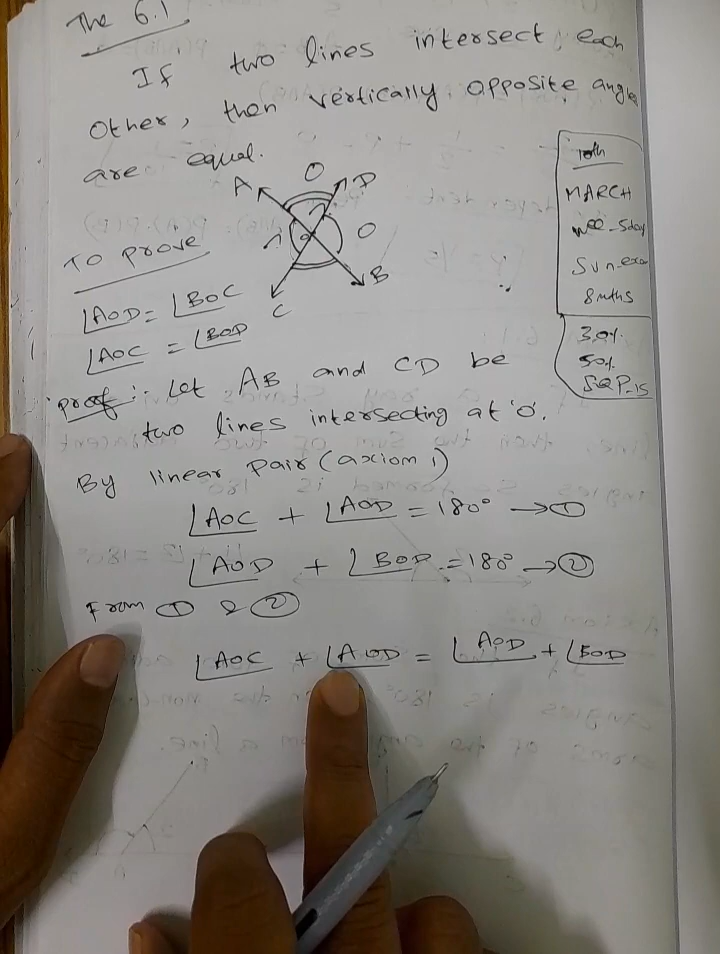 The 6.1
If two lines intersect each
other, then vertically opposite angles
are equal.
A O D
O
B
C
To prove
∠AOD = ∠BOC
∠AOC = ∠BOD
proof :- Let AB and CD be
two lines intersecting at 'O'.
By linear pair (axiom 1)
∠AOC + ∠AOD = 180° → ①
∠AOD + ∠BOD = 180° → ②
From ① & ②
∠AOC + ∠AOD = ∠AOD + ∠BOD
10th
MARCH
Sun-exa
8 mths
30%
50%
SQP-15